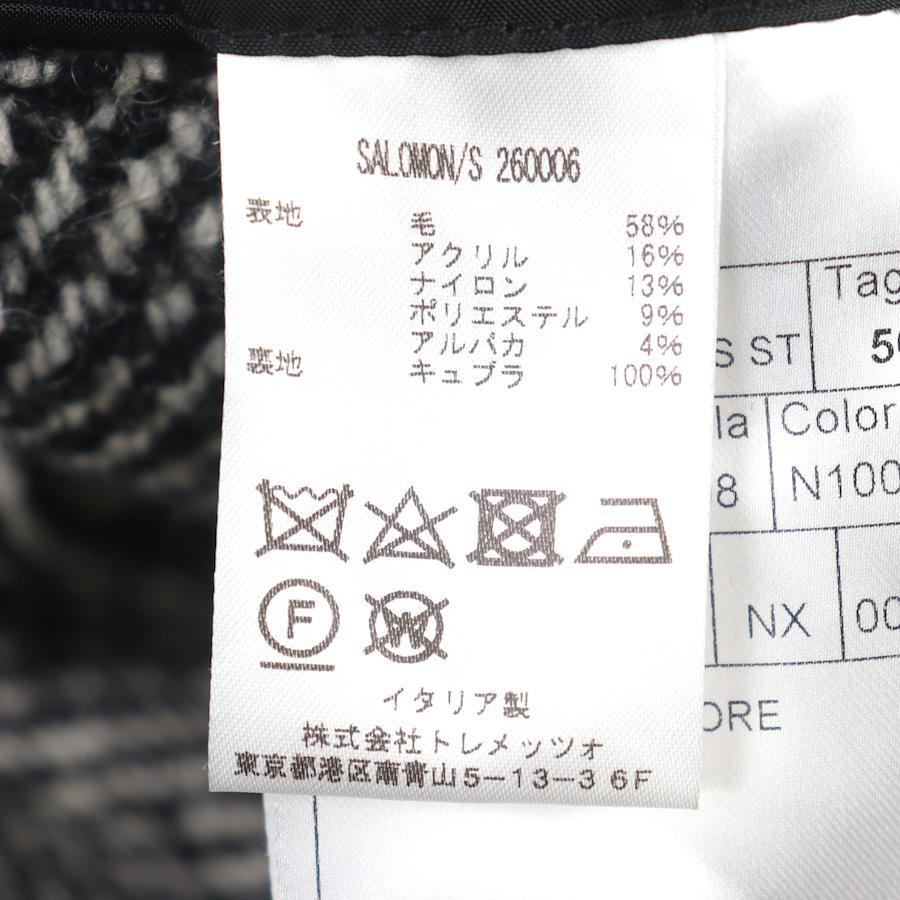 SALOMON/S 260006
表地 毛 58%
アクリル 16%
ナイロン 13%
ポリエステル 9%
アルパカ 4%
裏地 キュプラ 100%
F
W
イタリア製
株式会社トレメッツォ
東京都港区南青山5-13-3 6F
Tag
S ST
la Color
8 N100
NX 00
ORE